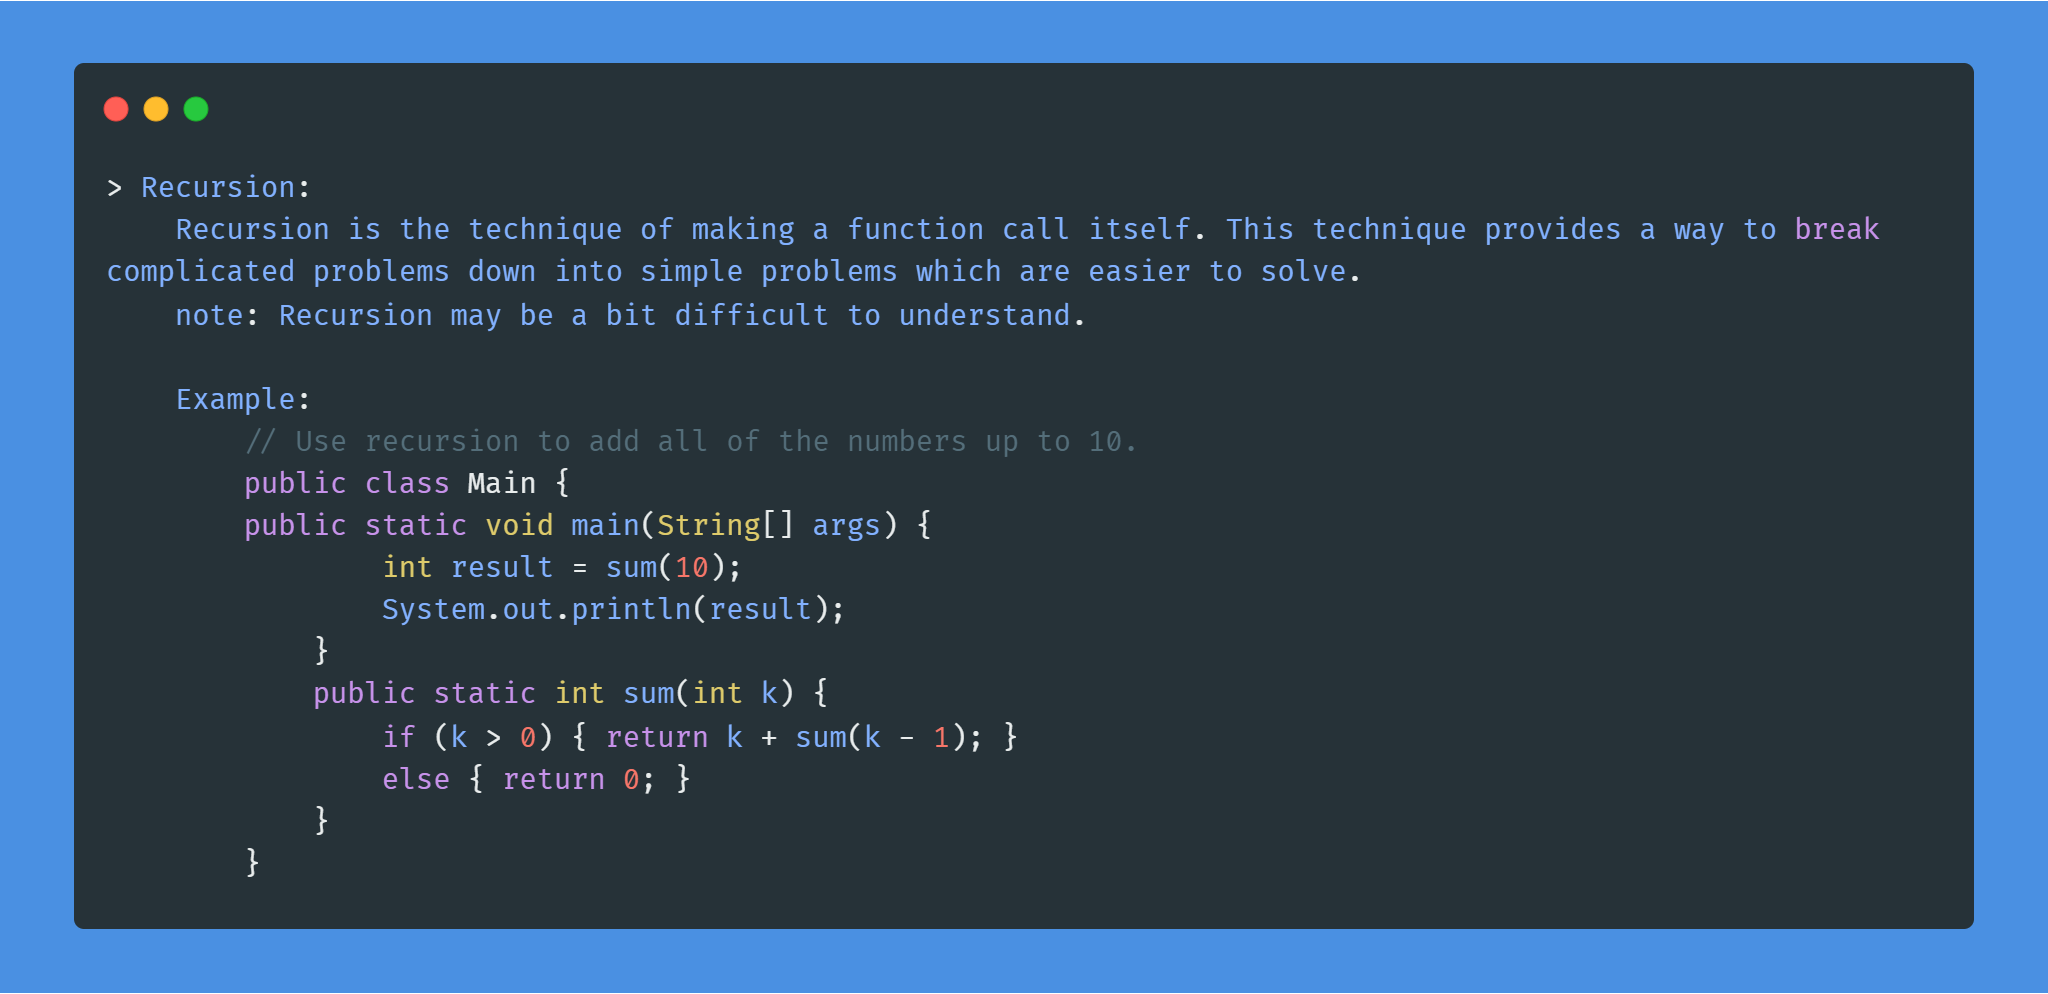 > Recursion:
    Recursion is the technique of making a function call itself. This technique provides a way to break
complicated problems down into simple problems which are easier to solve.
    note: Recursion may be a bit difficult to understand.

    Example:
        // Use recursion to add all of the numbers up to 10.
        public class Main {
        public static void main(String[] args) {
                int result = sum(10);
                System.out.println(result);
            }
            public static int sum(int k) {
                if (k > 0) { return k + sum(k - 1); }
                else { return 0; }
            }
        }